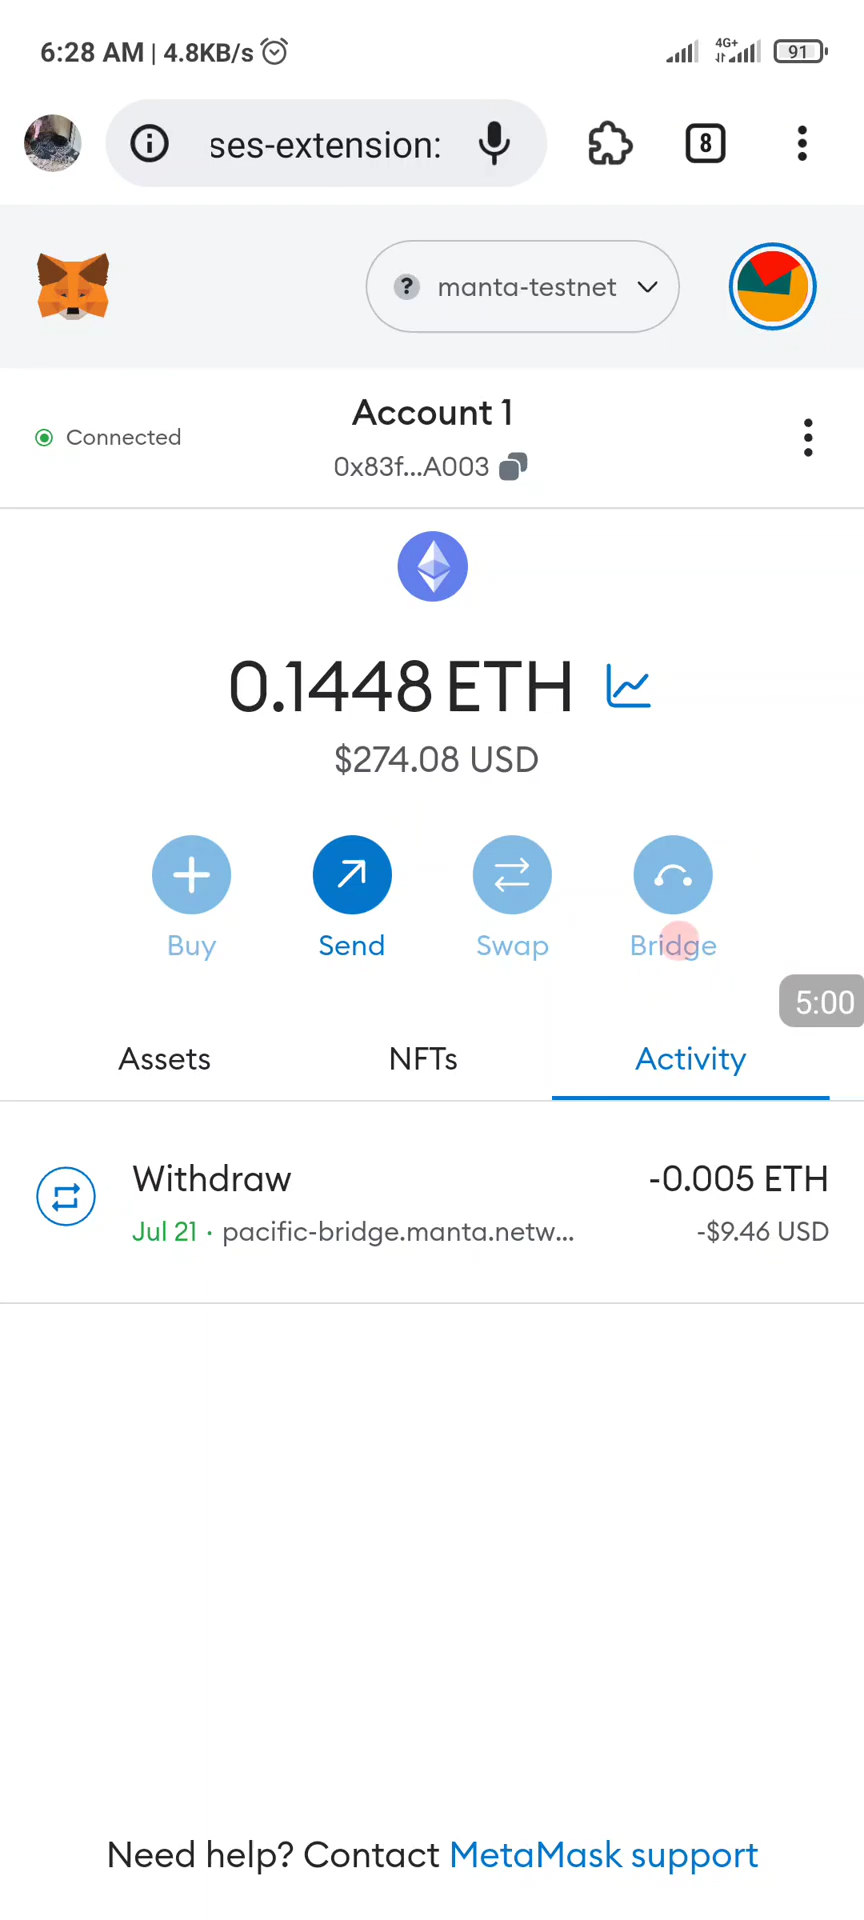 6:28 AM | 4.8KB/s 4G+ 91
ses-extension: 8
? manta-testnet
Account 1
Connected
0x83f...A003
0.1448 ETH
$274.08 USD
Buy Send Swap Bridge
5:00
Assets NFTs Activity
Withdraw -0.005 ETH
Jul 21 · pacific-bridge.manta.netw... -$9.46 USD
Need help? Contact MetaMask support